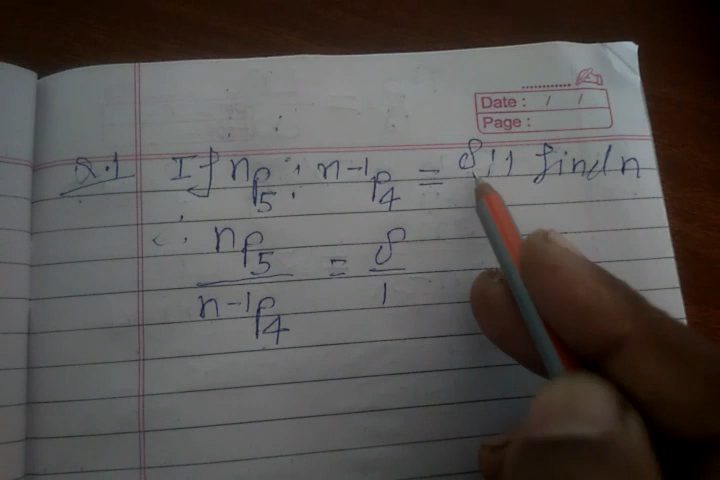 Date : / /
Page :
Q.1 If nP5 : n-1P4 = 8:1 find n
∴ nP5 / n-1P4 = 8 / 1